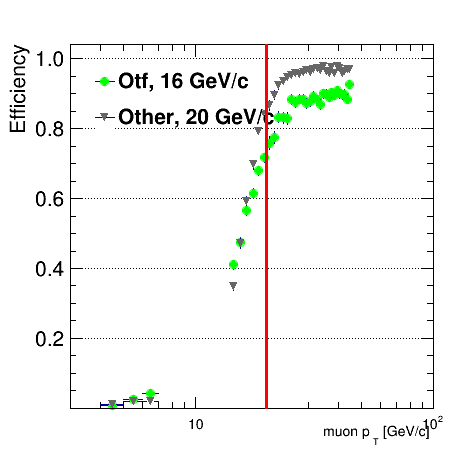 Efficiency
1.0
Otf, 16 GeV/c
Other, 20 GeV/c
0.8
0.6
0.4
0.2
10
10²
muon p_T [GeV/c]